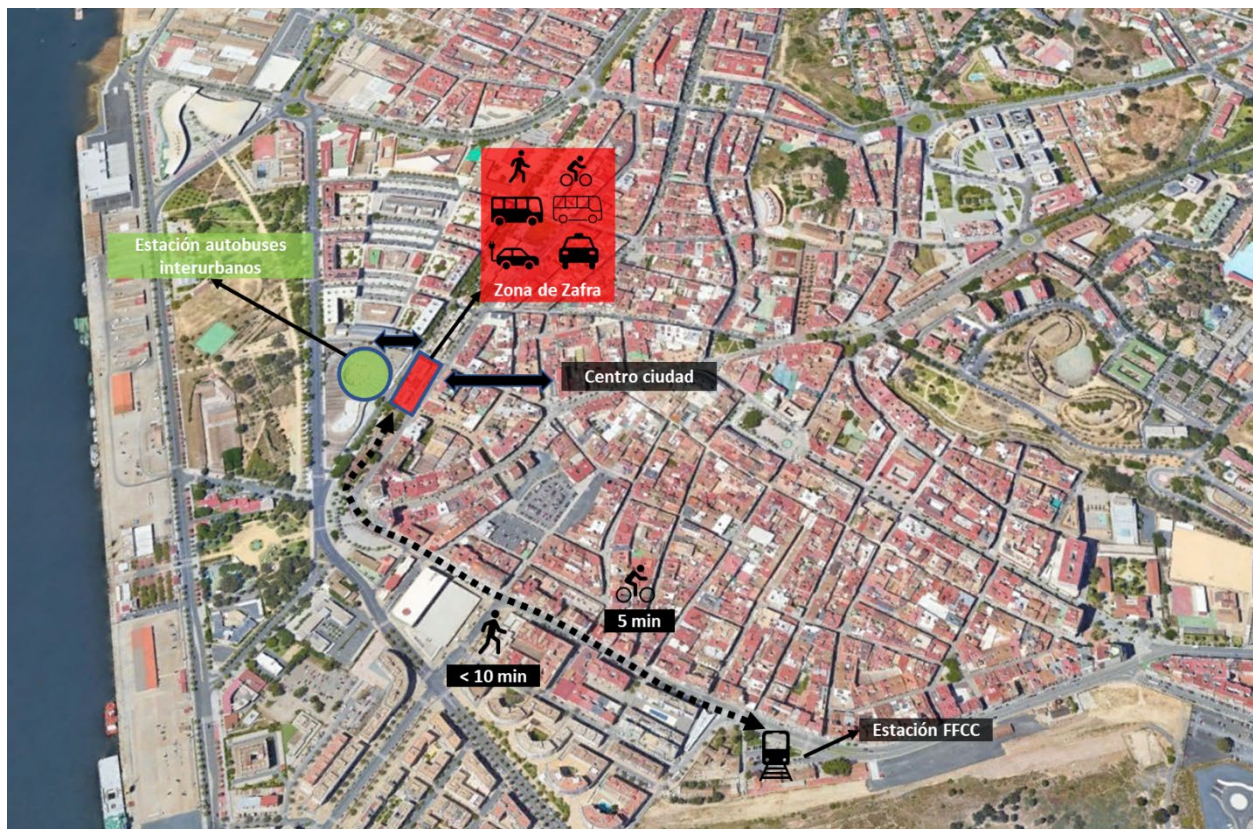 Estación autobuses
interurbanos
Zona de Zafra
Centro ciudad
5 min
< 10 min
Estación FFCC